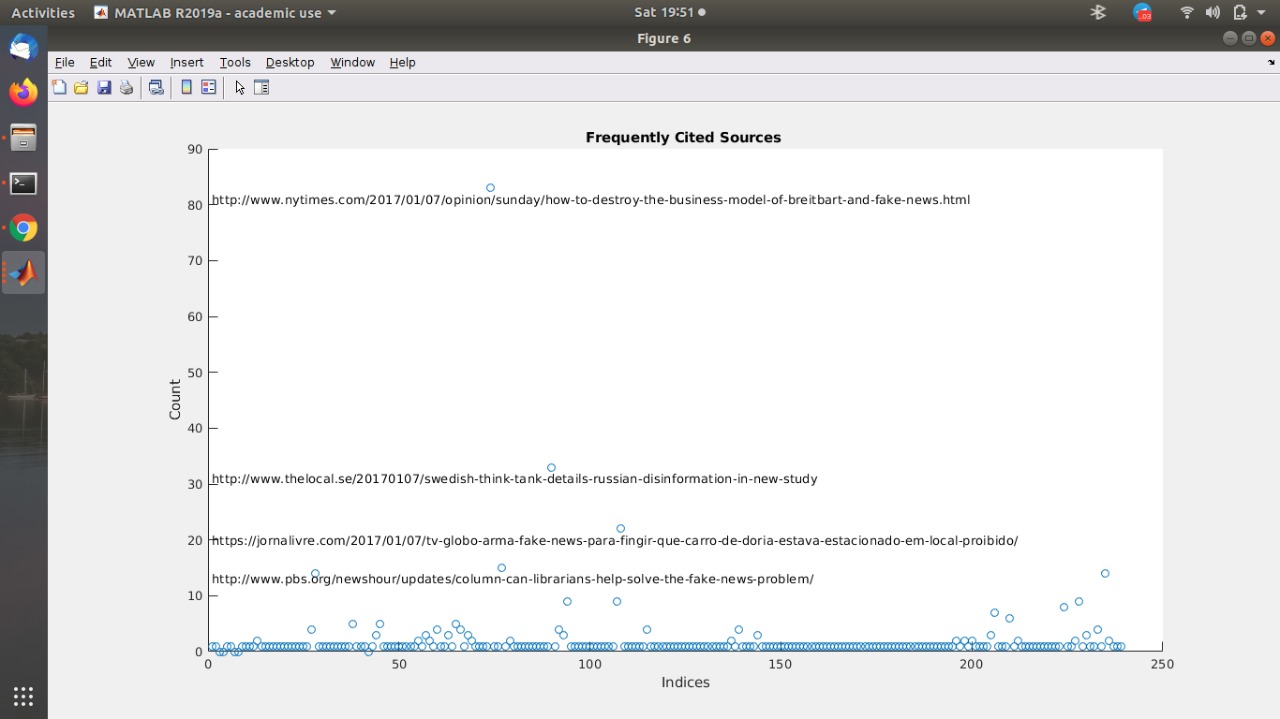 Activities MATLAB R2019a - academic use Sat 19:51
.03
Figure 6
File Edit View Insert Tools Desktop Window Help
Frequently Cited Sources
90
http://www.nytimes.com/2017/01/07/opinion/sunday/how-to-destroy-the-business-model-of-breitbart-and-fake-news.html
80
70
60
50
Count
40
http://www.thelocal.se/20170107/swedish-think-tank-details-russian-disinformation-in-new-study
30
https://jornalivre.com/2017/01/07/tv-globo-arma-fake-news-para-fingir-que-carro-de-doria-estava-estacionado-em-local-proibido/
20
http://www.pbs.org/newshour/updates/column-can-librarians-help-solve-the-fake-news-problem/
10
0
0 50 100 150 200 250
Indices